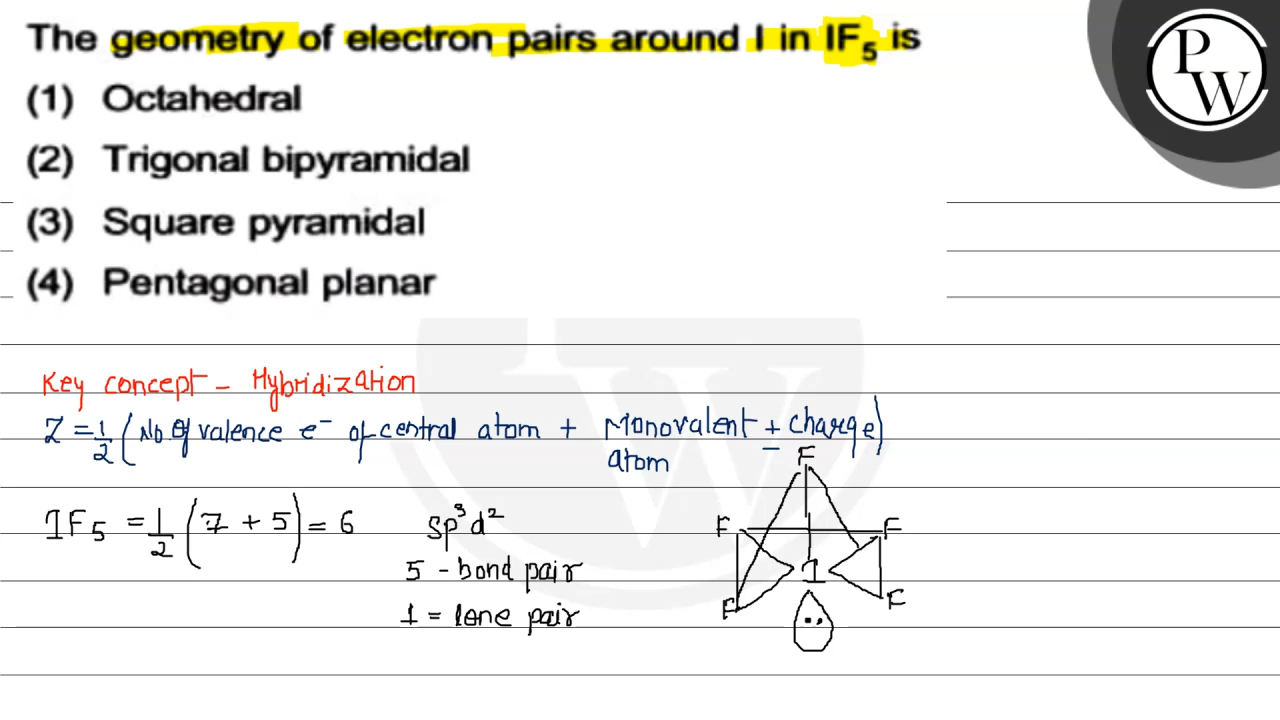 The geometry of electron pairs around I in IF₅ is
(1) Octahedral
(2) Trigonal bipyramidal
(3) Square pyramidal
(4) Pentagonal planar
P
W
Key concept - Hybridization
Z = 1/2 (No. of valence e⁻ of central atom + Monovalent atom ± charge)
IF₅ = 1/2 (7 + 5) = 6 sp³d²
5 - bond pair
1 = lone pair
F
F F
I
F F